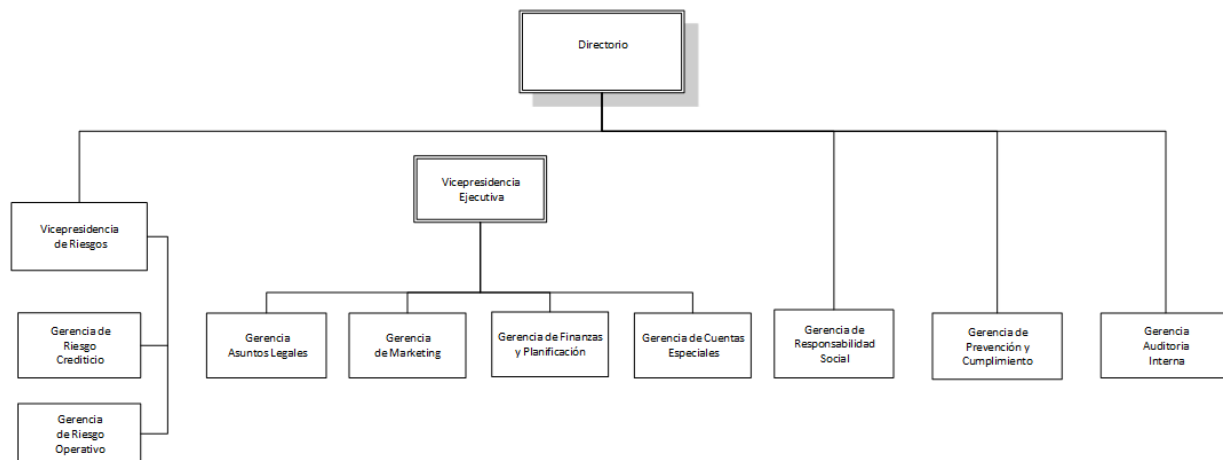 Directorio
Vicepresidencia
Ejecutiva
Vicepresidencia
de Riesgos
Gerencia de
Riesgo
Crediticio
Gerencia
de Riesgo
Operativo
Gerencia
Asuntos Legales
Gerencia
de Marketing
Gerencia de Finanzas
y Planificación
Gerencia de Cuentas
Especiales
Gerencia de
Responsabilidad
Social
Gerencia de
Prevención y
Cumplimiento
Gerencia
Auditoria
Interna